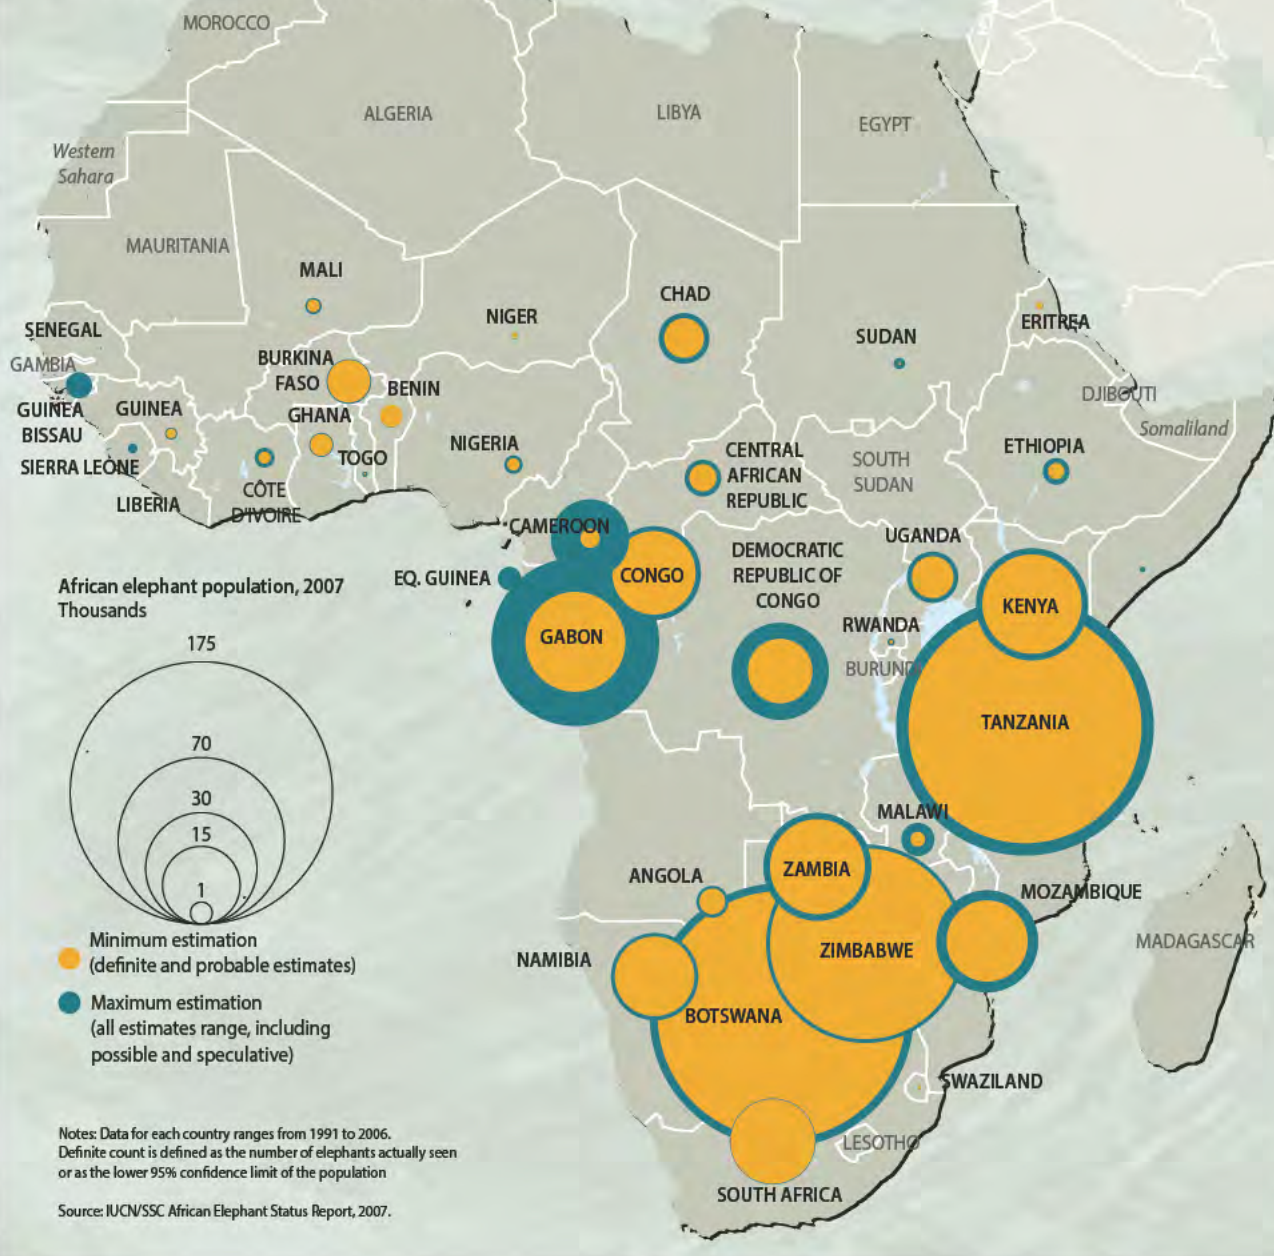 MOROCCO
ALGERIA
LIBYA
EGYPT
Western
Sahara
MAURITANIA
MALI
NIGER
CHAD
SUDAN
ERITREA
SENEGAL
GAMBIA
GUINEA
BISSAU
GUINEA
SIERRA LEONE
LIBERIA
BURKINA
FASO
BENIN
GHANA
TOGO
CÔTE
D'IVOIRE
NIGERIA
CENTRAL
AFRICAN
REPUBLIC
SOUTH
SUDAN
ETHIOPIA
DJIBOUTI
Somaliland
CAMEROON
EQ. GUINEA
CONGO
GABON
DEMOCRATIC
REPUBLIC OF
CONGO
UGANDA
KENYA
RWANDA
BURUNDI
TANZANIA
MALAWI
ZAMBIA
ANGOLA
MOZAMBIQUE
MADAGASCAR
NAMIBIA
ZIMBABWE
BOTSWANA
SWAZILAND
LESOTHO
SOUTH AFRICA
African elephant population, 2007
Thousands
175
70
30
15
1
Minimum estimation
(definite and probable estimates)
Maximum estimation
(all estimates range, including
possible and speculative)
Notes: Data for each country ranges from 1991 to 2006.
Definite count is defined as the number of elephants actually seen
or as the lower 95% confidence limit of the population
Source: IUCN/SSC African Elephant Status Report, 2007.